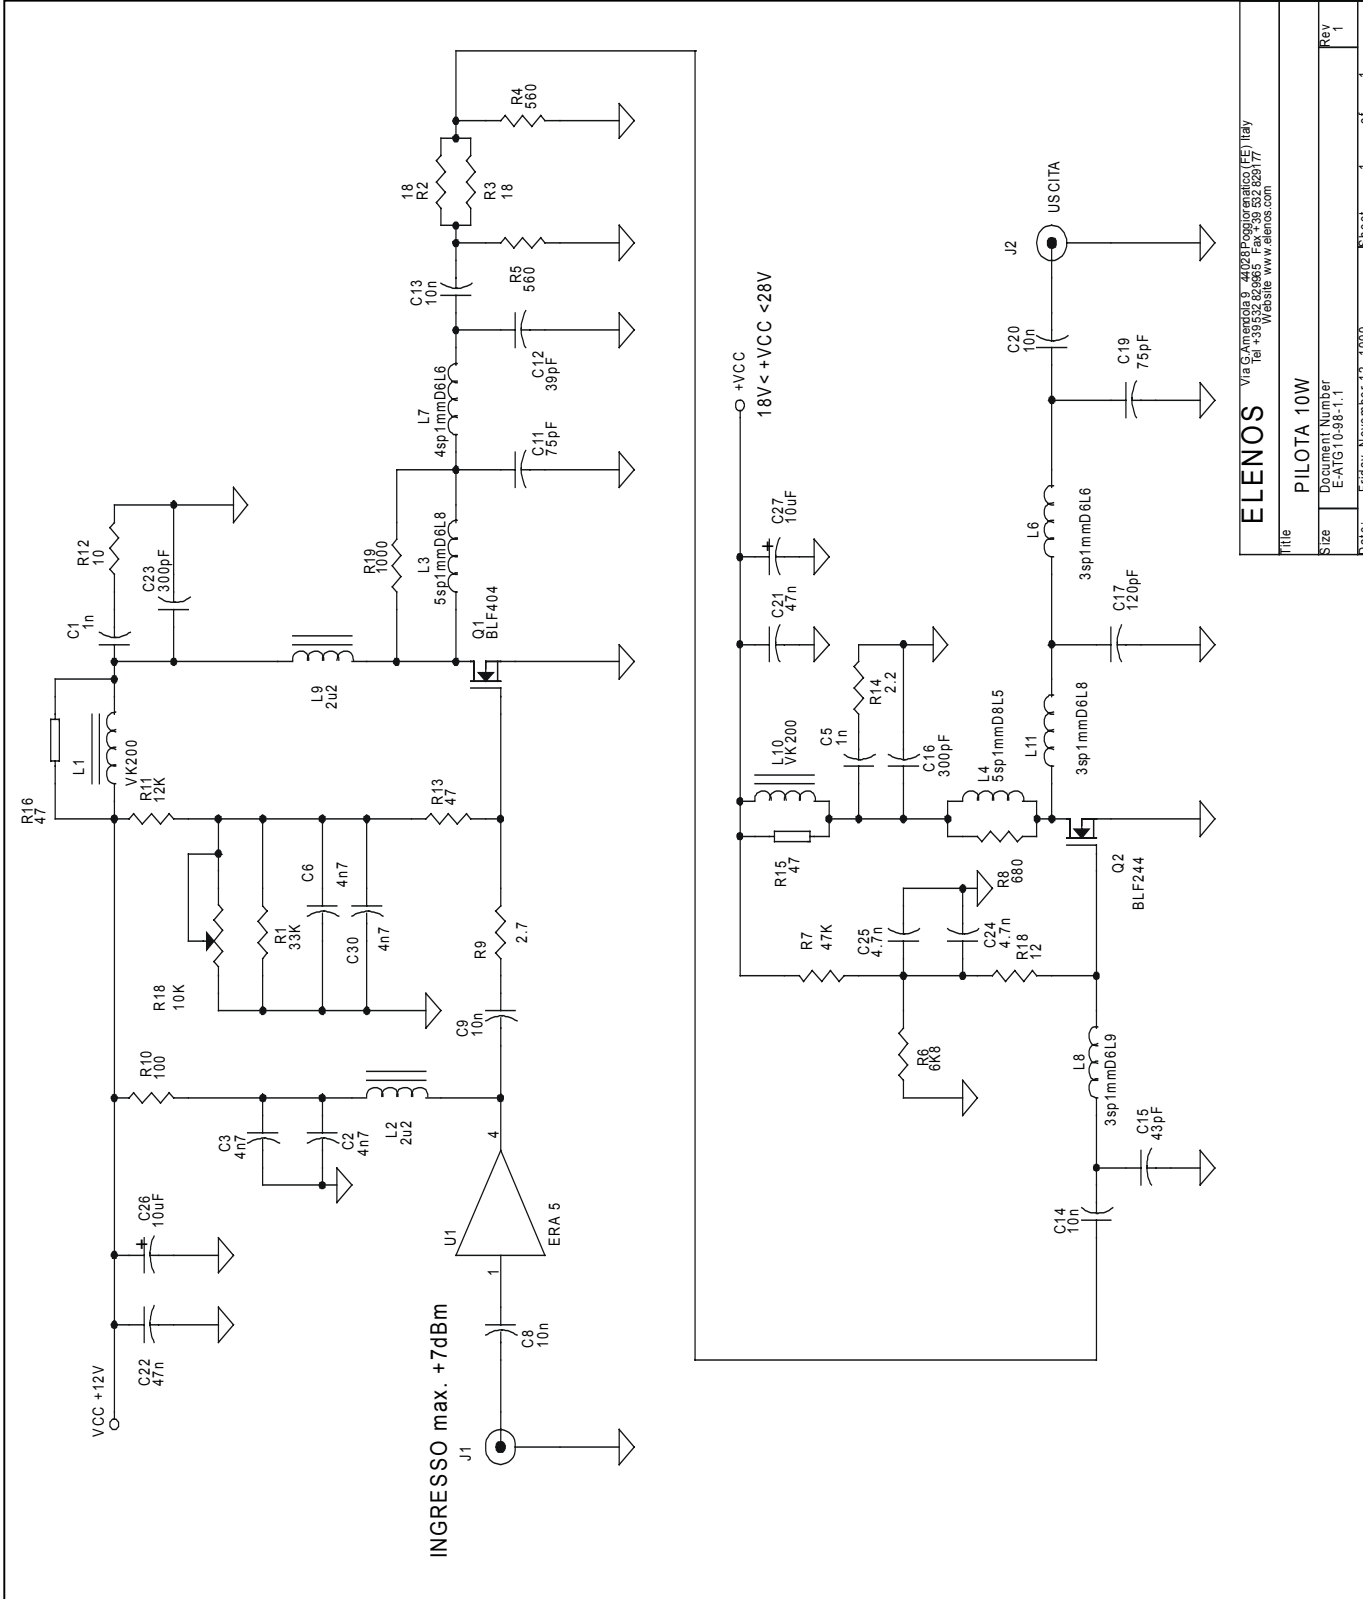 VCC +12V
C22
47n
C26
10uF
R10
100
C3
4n7
C2
4n7
L2
2u2
R16
47
L1
VK200
R11
12K
R18
10K
R1
33K
C6
4n7
C30
4n7
R13
47
C1
1n
R12
10
C23
300pF
L9
2u2
R19
1000
L3
5sp1mmD6L8
Q1
BLF404
L7
4sp1mmD6L6
C11
75pF
C12
39pF
C13
10n
R5
560
18
R2
R3
18
R4
560
INGRESSO max. +7dBm
J1
C8
10n
1
U1
4
ERA 5
C9
10n
R9
2.7
+VCC
18V< +VCC <28V
C27
10uF
+
C21
47n
L10
VK200
R15
47
C5
1n
R14
2.2
C16
300pF
L4
5sp1mmD8L5
R8
680
R7
47K
C25
4.7n
C24
4.7n
R18
12
R6
6K8
C14
10n
C15
43pF
L8
3sp1mmD6L9
Q2
BLF244
L11
3sp1mmD6L8
C17
120pF
L6
3sp1mmD6L6
C19
75pF
C20
10n
J2
USCITA
ELENOS
Via G.Amendola 9 44028 Poggiorenatico (FE) Italy
Tel +39 532 829965 Fax +39 532 829177
Website www.elenos.com
Title
PILOTA 10W
Size
Document Number
E-ATG10-98-1.1
Rev
1